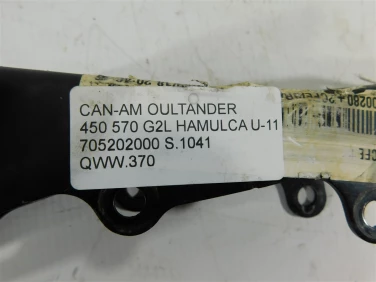 CAN-AM OULTANDER
450 570 G2L HAMULCA U-11
705202000 S.1041
QWW.370